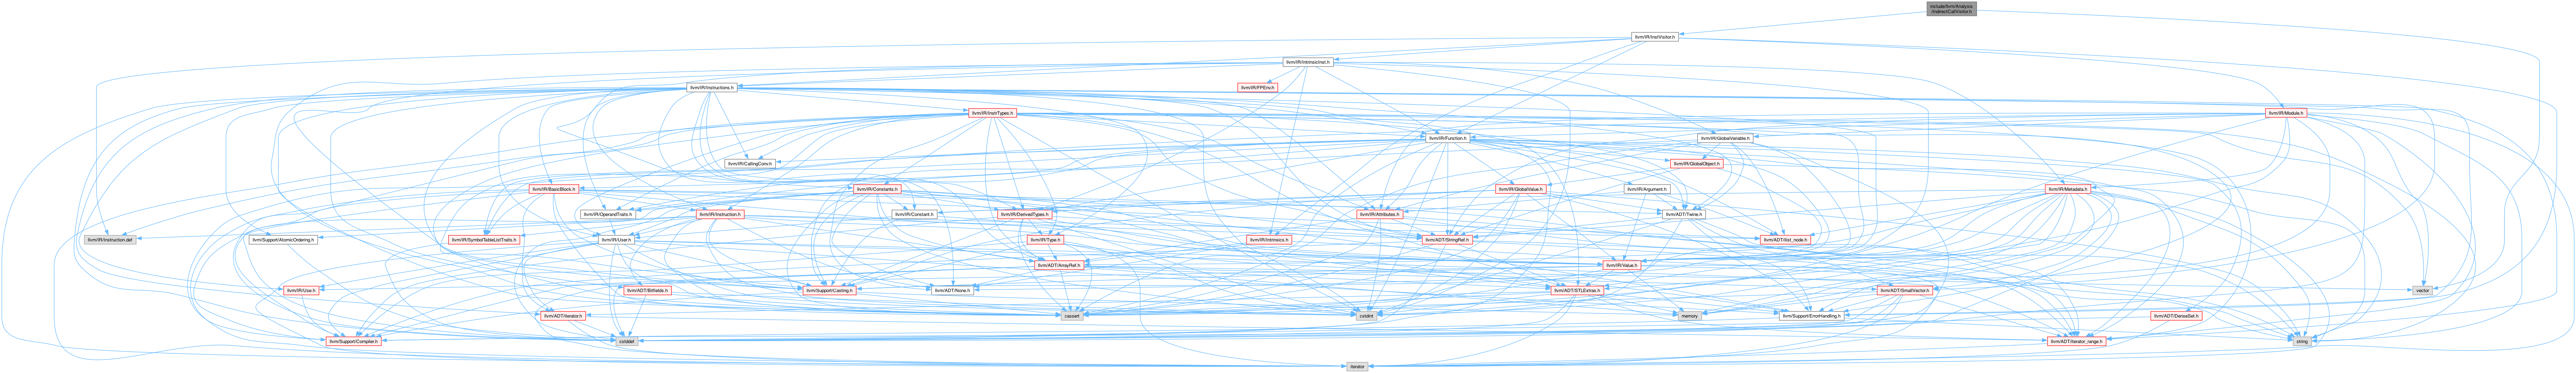 include/llvm/Analysis
/IndirectCallVisitor.h
llvm/IR/InstVisitor.h
llvm/IR/IntrinsicInst.h
llvm/IR/Instructions.h
llvm/IR/FPEnv.h
llvm/IR/InstrTypes.h
llvm/IR/Module.h
llvm/IR/Function.h
llvm/IR/GlobalVariable.h
llvm/IR/CallingConv.h
llvm/IR/GlobalObject.h
llvm/IR/BasicBlock.h
llvm/IR/Constants.h
llvm/IR/GlobalValue.h
llvm/IR/Argument.h
llvm/IR/Metadata.h
llvm/IR/OperandTraits.h
llvm/IR/Instruction.h
llvm/IR/Constant.h
llvm/IR/DerivedTypes.h
llvm/IR/Attributes.h
llvm/ADT/Twine.h
llvm/IR/Instruction.def
llvm/Support/AtomicOrdering.h
llvm/IR/SymbolTableListTraits.h
llvm/IR/User.h
llvm/IR/Type.h
llvm/IR/Intrinsics.h
llvm/ADT/StringRef.h
llvm/ADT/ilist_node.h
llvm/ADT/ArrayRef.h
llvm/IR/Value.h
llvm/IR/Use.h
llvm/ADT/Bitfields.h
llvm/Support/Casting.h
llvm/ADT/None.h
llvm/ADT/STLExtras.h
llvm/ADT/SmallVector.h
vector
llvm/ADT/iterator.h
cassert
cstdint
memory
llvm/Support/ErrorHandling.h
llvm/ADT/DenseSet.h
llvm/Support/Compiler.h
cstddef
llvm/ADT/iterator_range.h
string
iterator